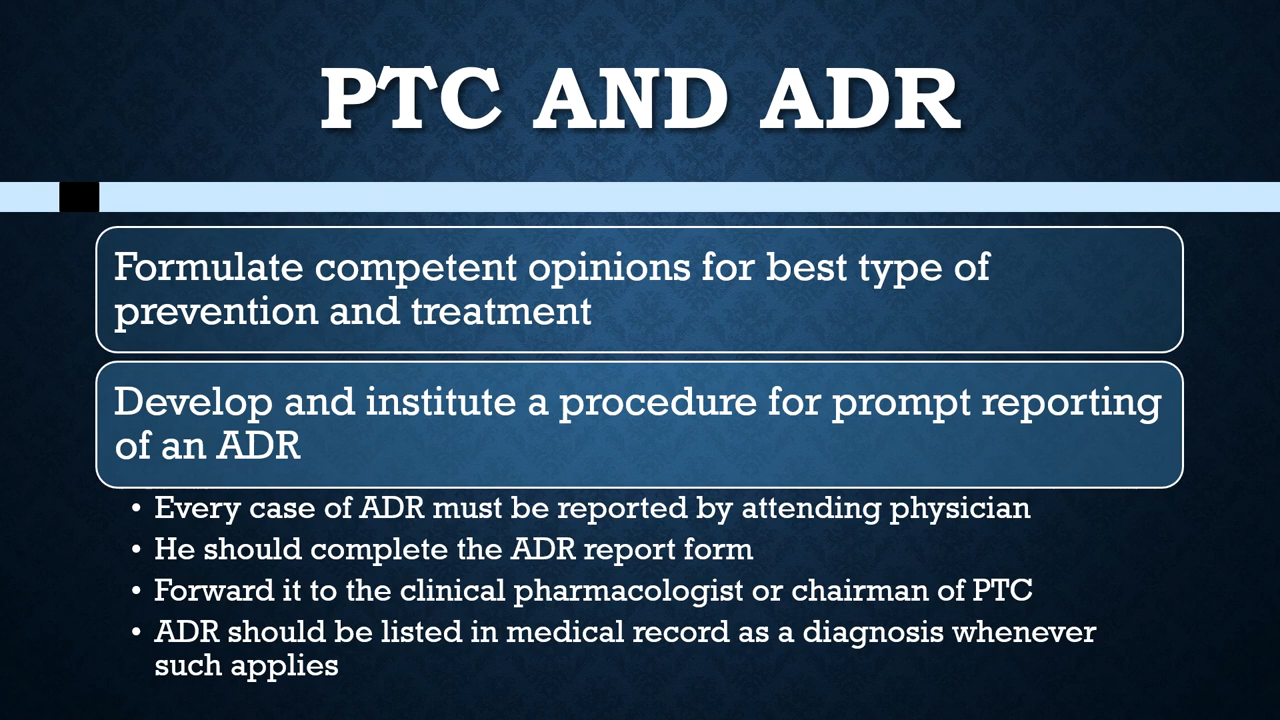 PTC AND ADR
Formulate competent opinions for best type of
prevention and treatment
Develop and institute a procedure for prompt reporting
of an ADR
• Every case of ADR must be reported by attending physician
• He should complete the ADR report form
• Forward it to the clinical pharmacologist or chairman of PTC
• ADR should be listed in medical record as a diagnosis whenever
such applies